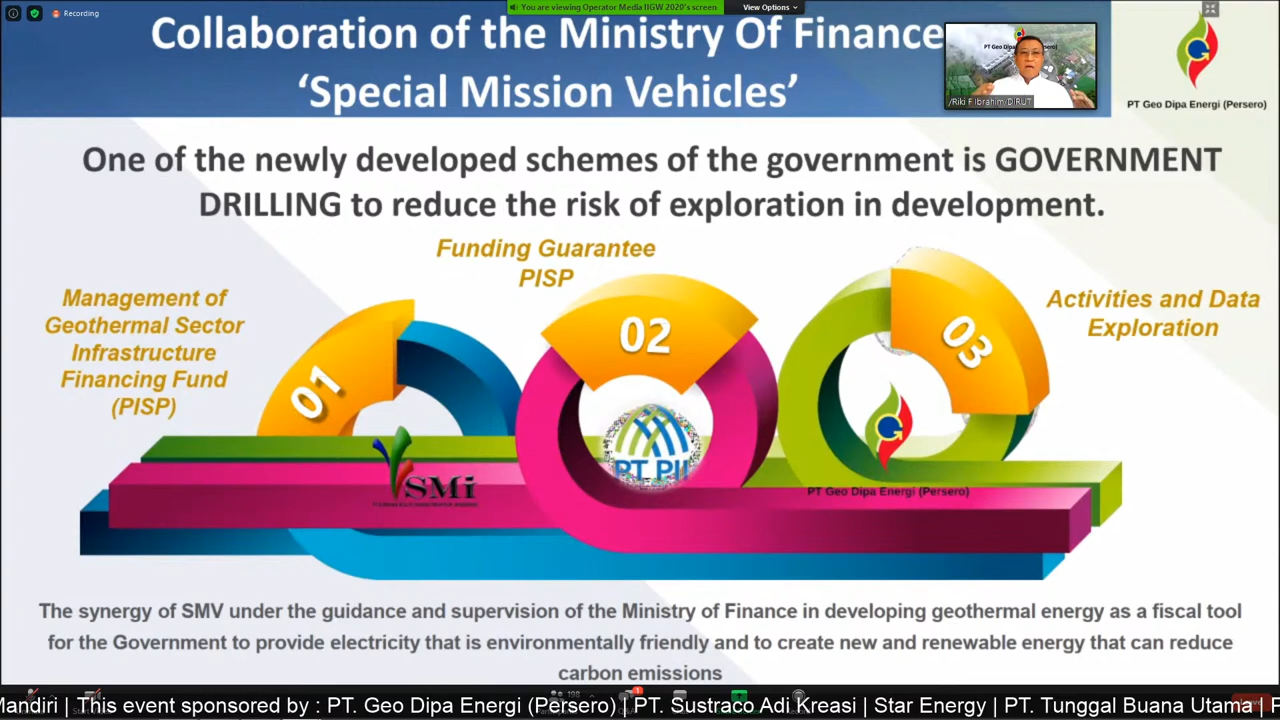 Recording
You are viewing Operator Media IIGW 2020's screen
View Options
Collaboration of the Ministry Of Finance
‘Special Mission Vehicles’
PT Geo Dipa
/Riki F Ibrahim/DIRUT
PT Geo Dipa Energi (Persero)
One of the newly developed schemes of the government is GOVERNMENT
DRILLING to reduce the risk of exploration in development.
Management of
Geothermal Sector
Infrastructure
Financing Fund
(PISP)
Funding Guarantee
PISP
Activities and Data
Exploration
01
02
03
SMi
PT PII
PT Geo Dipa Energi (Persero)
The synergy of SMV under the guidance and supervision of the Ministry of Finance in developing geothermal energy as a fiscal tool
for the Government to provide electricity that is environmentally friendly and to create new and renewable energy that can reduce
carbon emissions
198
1
Mandiri | This event sponsored by : PT. Geo Dipa Energi (Persero) | PT. Sustraco Adi Kreasi | Star Energy | PT. Tunggal Buana Utama |